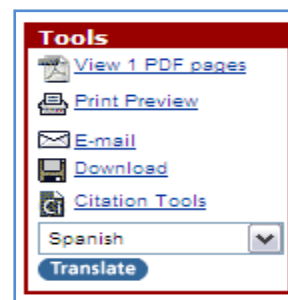 Tools
View 1 PDF pages
Print Preview
E-mail
Download
Citation Tools
Spanish
Translate